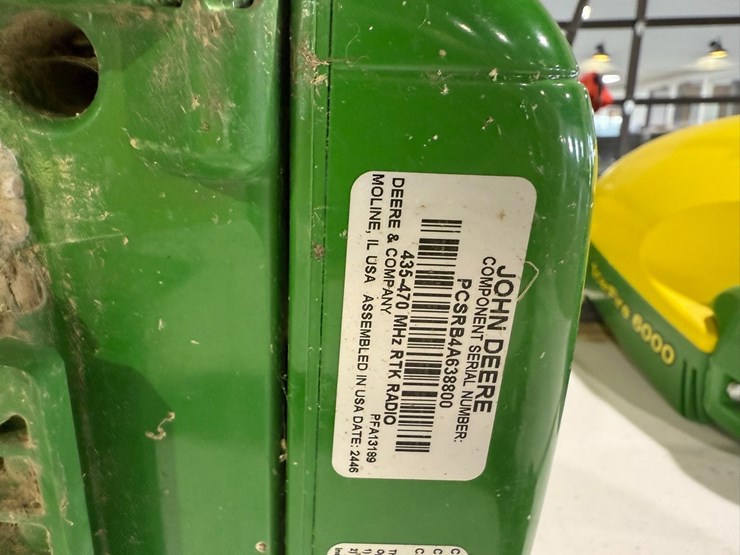 JOHN DEERE
COMPONENT SERIAL NUMBER:
PCSRB4A638800
435-470 MHz RTK RADIO
DEERE & COMPANY PFA13189
MOLINE, IL USA ASSEMBLED IN USA DATE: 2446
6000